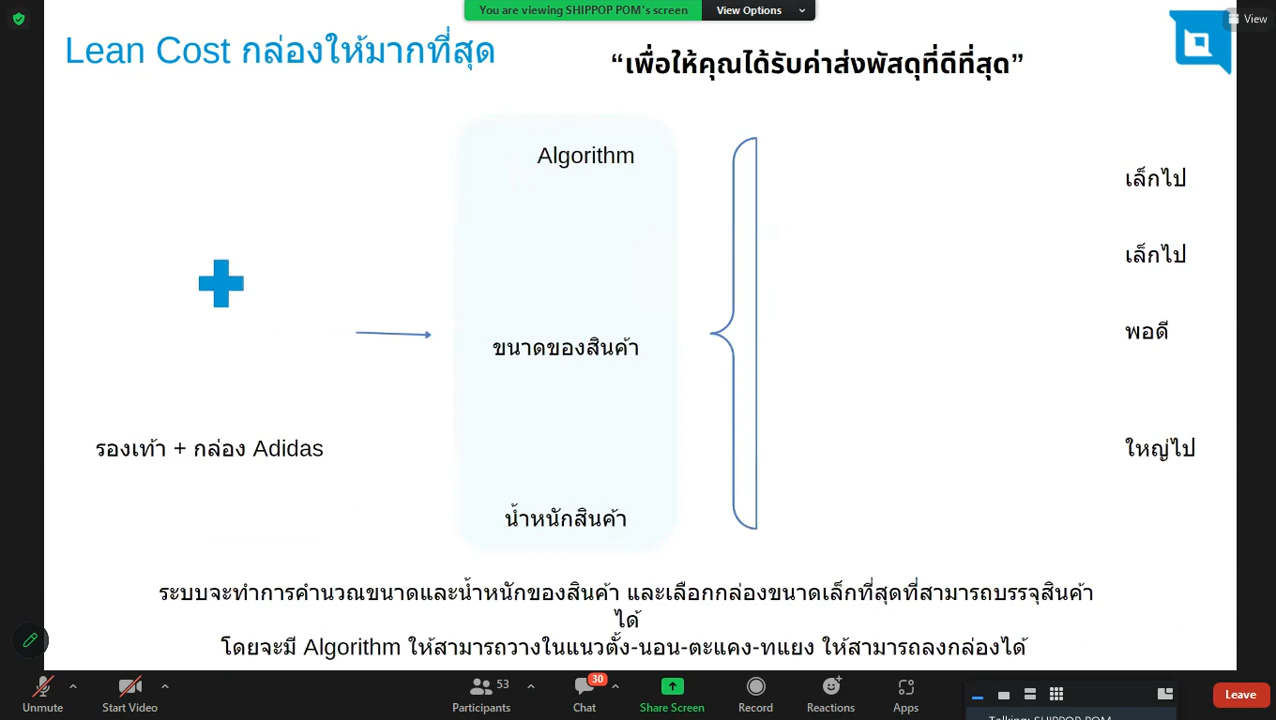 You are viewing SHIPPOP POM's screen
View Options
View
Lean Cost กล่องให้มากที่สุด
“เพื่อให้คุณได้รับค่าส่งพัสดุที่ดีที่สุด”
Algorithm
เล็กไป
เล็กไป
ขนาดของสินค้า
พอดี
รองเท้า + กล่อง Adidas
ใหญ่ไป
น้ำหนักสินค้า
ระบบจะทำการคำนวณขนาดและน้ำหนักของสินค้า และเลือกกล่องขนาดเล็กที่สุดที่สามารถบรรจุสินค้า
ได้
โดยจะมี Algorithm ให้สามารถวางในแนวตั้ง-นอน-ตะแคง-ทแยง ให้สามารถลงกล่องได้
53
30
Unmute
Start Video
Participants
Chat
Share Screen
Record
Reactions
Apps
Leave
Talking: SHIPPOP POM